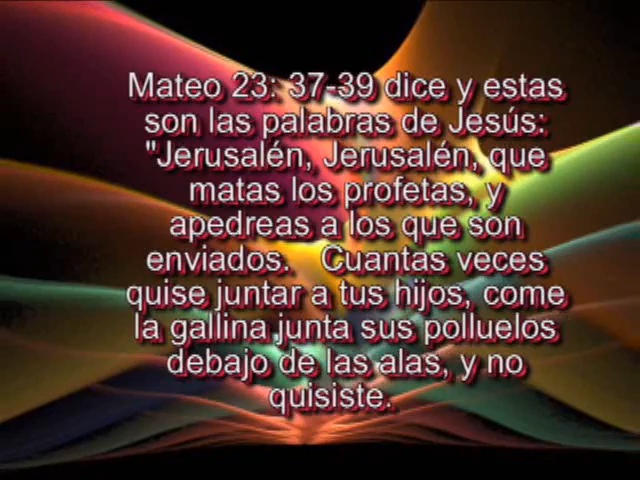 Mateo 23: 37-39 dice y estas
son las palabras de Jesús:
"Jerusalén, Jerusalén, que
matas los profetas, y
apedreas a los que son
enviados.   Cuantas veces
quise juntar a tus hijos, come
la gallina junta sus polluelos
debajo de las alas, y no
quisiste.